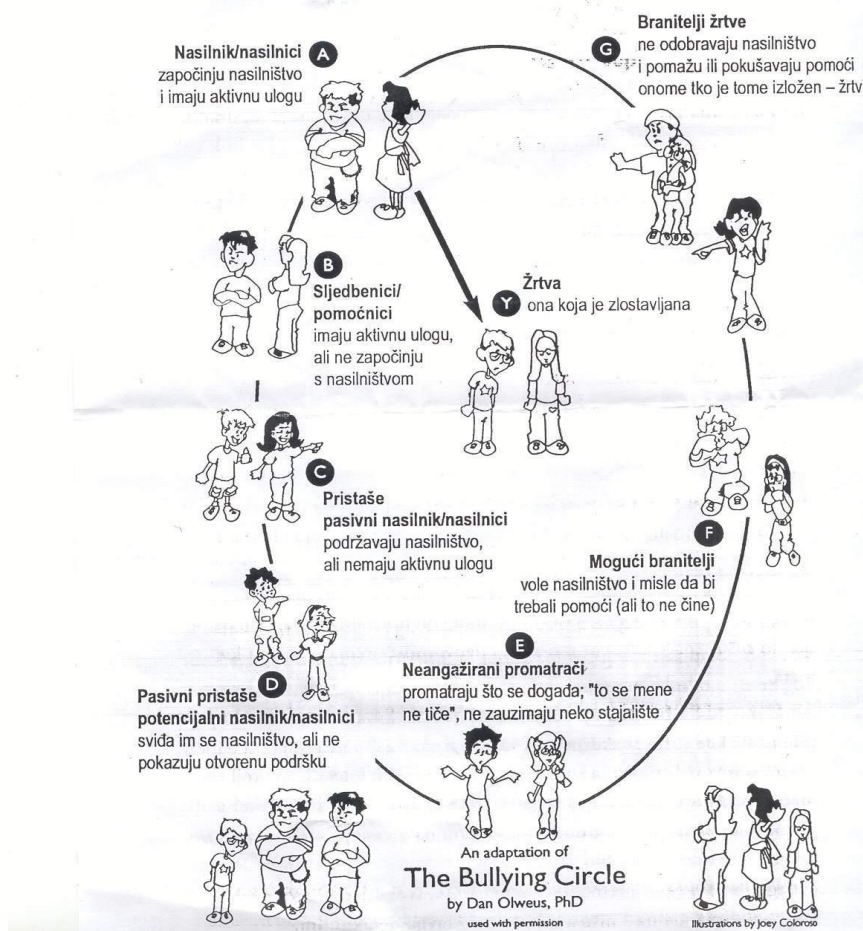 Nasilnik/nasilnici A
započinju nasilništvo
i imaju aktivnu ulogu
B
Sljedbenici/
pomoćnici
imaju aktivnu ulogu,
ali ne započinju
s nasilništvom
C
Pristaše
pasivni nasilnik/nasilnici
podržavaju nasilništvo,
ali nemaju aktivnu ulogu
Pasivni pristaše D
potencijalni nasilnik/nasilnici
sviđa im se nasilništvo, ali ne
pokazuju otvorenu podršku
E
Neangažirani promatrači
promatraju što se događa; "to se mene
ne tiče", ne zauzimaju neko stajalište
F
Mogući branitelji
vole nasilništvo i misle da bi
trebali pomoći (ali to ne čine)
G
Branitelji žrtve
ne odobravaju nasilništvo
i pomažu ili pokušavaju pomoći
onome tko je tome izložen – žrtv
Y
Žrtva
ona koja je zlostavljana
An adaptation of
The Bullying Circle
by Dan Olweus, PhD
used with permission
Illustrations by Joey Coloroso